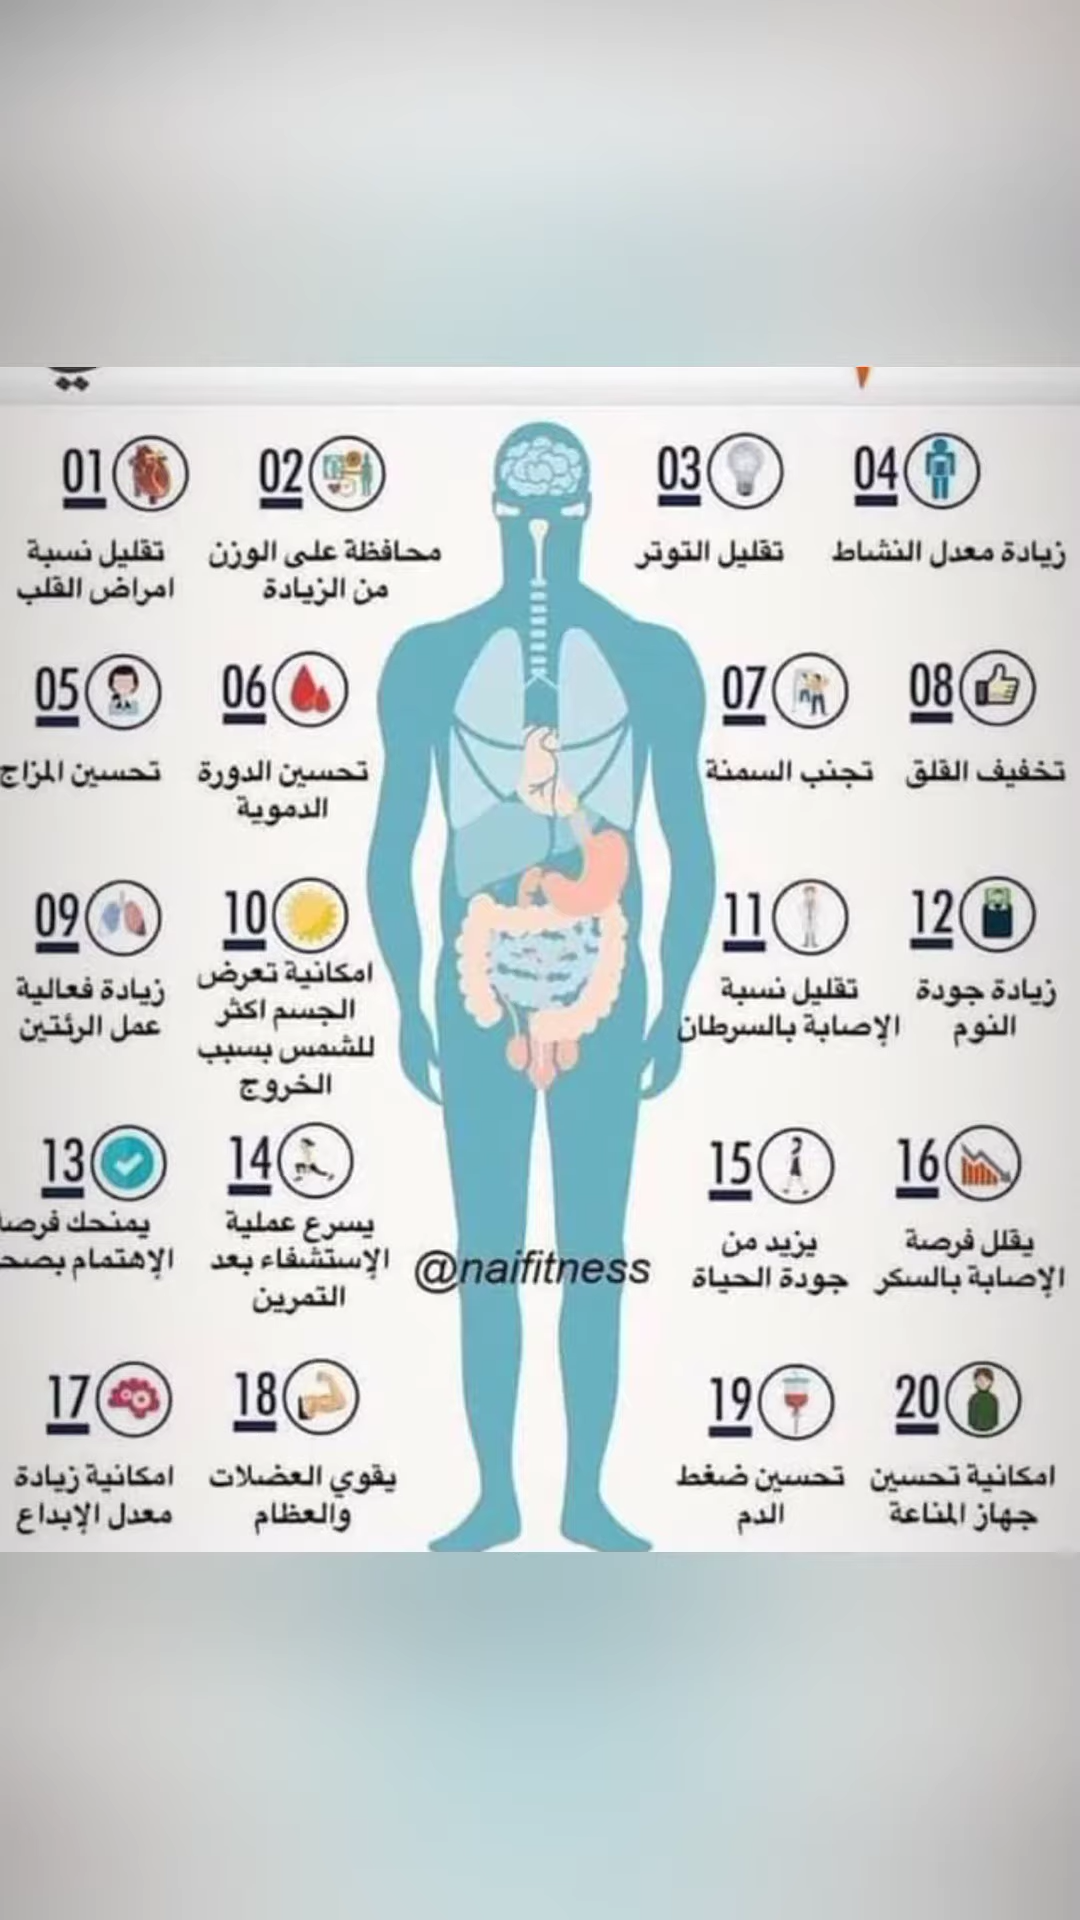 01
تقليل نسبة
امراض القلب
02
محافظة على الوزن
من الزيادة
03
تقليل التوتر
04
زيادة معدل النشاط
05
تحسين المزاج
06
تحسين الدورة
الدموية
07
تجنب السمنة
08
تخفيف القلق
09
زيادة فعالية
عمل الرئتين
10
امكانية تعرض
الجسم اكثر
للشمس بسبب
الخروج
11
تقليل نسبة
الإصابة بالسرطان
12
زيادة جودة
النوم
13
يمنحك
الإهتمام
14
يسرع عملية
الإستشفاء بعد
التمرين
15
يزيد من
جودة الحياة
16
يقلل فرصة
الإصابة بالسكر
@naifitness
17
امكانية زيادة
معدل الإبداع
18
يقوي العضلات
والعظام
19
تحسين ضغط
الدم
20
امكانية تحسين
جهاز المناعة